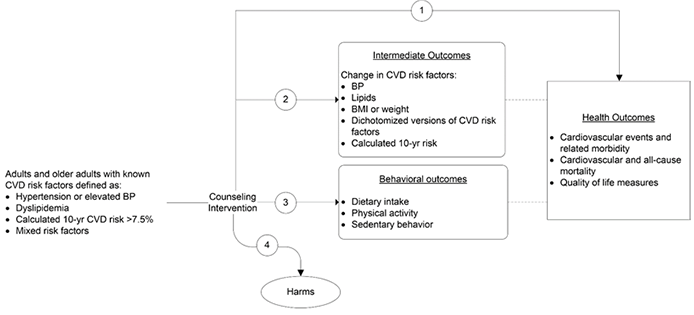 1
Intermediate Outcomes
Change in CVD risk factors:
• BP
• Lipids
• BMI or weight
• Dichotomized versions of CVD risk
factors
• Calculated 10-yr risk
2
Health Outcomes
• Cardiovascular events and
related morbidity
• Cardiovascular and all-cause
mortality
• Quality of life measures
Adults and older adults with known
CVD risk factors defined as:
• Hypertension or elevated BP
• Dyslipidemia
• Calculated 10-yr CVD risk >7.5%
• Mixed risk factors
Counseling
Intervention
3
Behavioral outcomes
• Dietary intake
• Physical activity
• Sedentary behavior
4
Harms